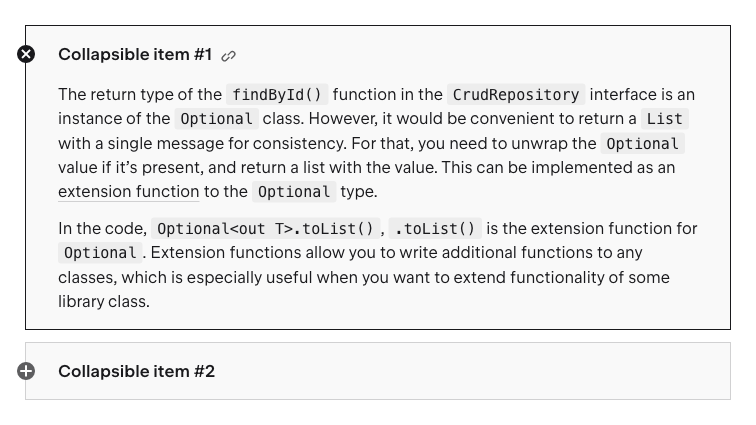 Collapsible item #1
The return type of the findById() function in the CrudRepository interface is an
instance of the Optional class. However, it would be convenient to return a List
with a single message for consistency. For that, you need to unwrap the Optional
value if it’s present, and return a list with the value. This can be implemented as an
extension function to the Optional type.
In the code, Optional<out T>.toList(), .toList() is the extension function for
Optional. Extension functions allow you to write additional functions to any
classes, which is especially useful when you want to extend functionality of some
library class.
Collapsible item #2